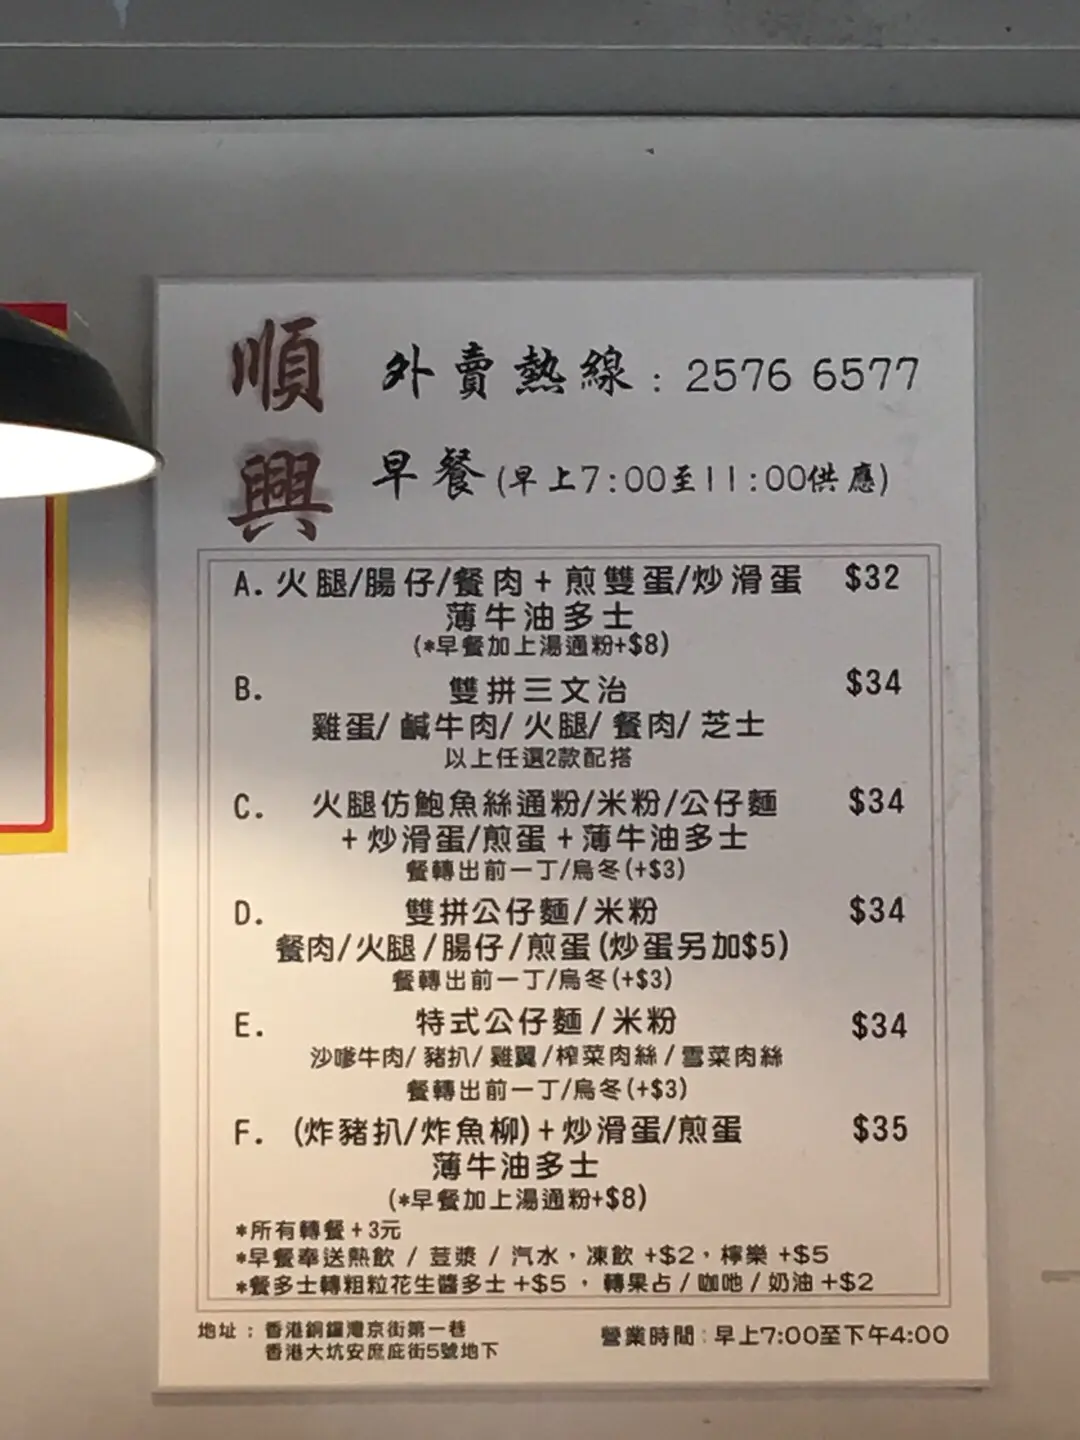 順興
外賣熱線：2576 6577
早餐(早上7:00至11:00供應)
A. 火腿/腸仔/餐肉 + 煎雙蛋/炒滑蛋 $32
薄牛油多士
(*早餐加上湯通粉+$8)
B. 雙拼三文治 $34
雞蛋/ 鹹牛肉/ 火腿/ 餐肉/ 芝士
以上任選2款配搭
C. 火腿仿鮑魚絲通粉/米粉/公仔麵 $34
+ 炒滑蛋/煎蛋 + 薄牛油多士
餐轉出前一丁/烏冬(+$3)
D. 雙拼公仔麵/米粉 $34
餐肉/火腿/腸仔/煎蛋(炒蛋另加$5)
餐轉出前一丁/烏冬(+$3)
E. 特式公仔麵/米粉 $34
沙嗲牛肉/ 豬扒/ 雞翼/榨菜肉絲/雪菜肉絲
餐轉出前一丁/烏冬(+$3)
F. (炸豬扒/炸魚柳)+炒滑蛋/煎蛋 $35
薄牛油多士
(*早餐加上湯通粉+$8)
*所有轉餐+3元
*早餐奉送熱飲 / 荳漿 / 汽水，凍飲 +$2，檸樂 +$5
*餐多士轉粗粒花生醬多士+$5 ，轉果占/咖吔/奶油+$2
地址：香港銅鑼灣京街第一巷
香港大坑安庶庇街5號地下
營業時間：早上7:00至下午4:00